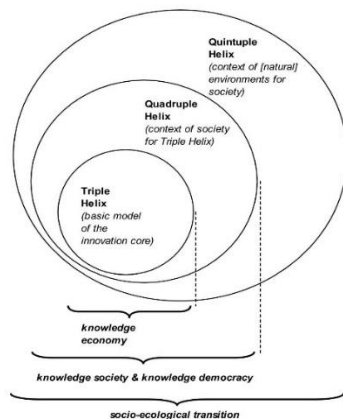 Quintuple
Helix
(context of [natural]
environments for
society)
Quadruple
Helix
(context of society
for Triple Helix)
Triple
Helix
(basic model
of the
innovation core)
knowledge
economy
knowledge society & knowledge democracy
socio-ecological transition